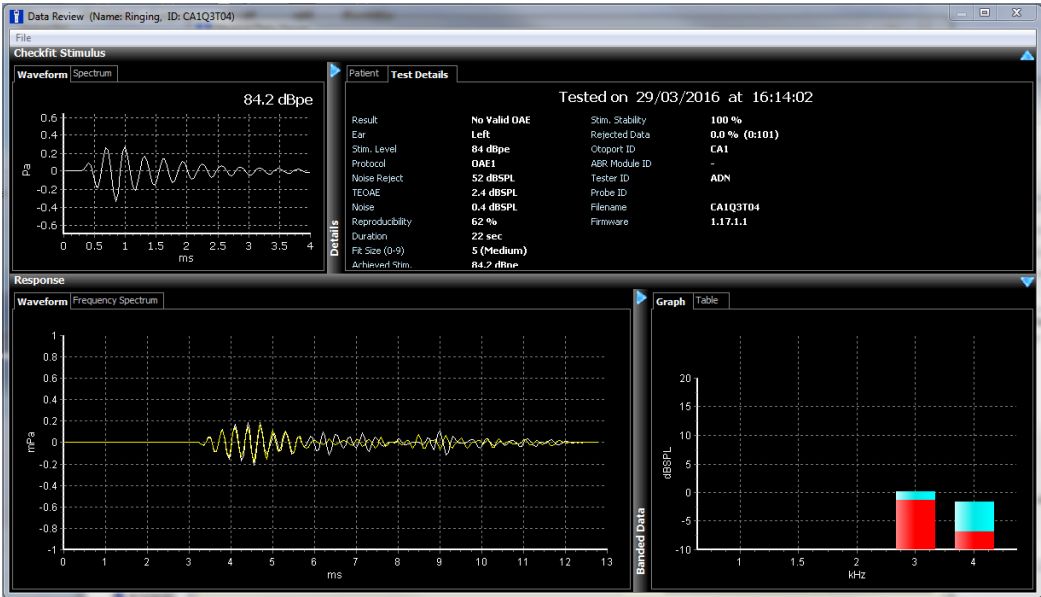 Data Review (Name: Ringing, ID: CA1Q3T04)
File
Checkfit Stimulus
Waveform Spectrum
84.2 dBpe
0.6
0.4
0.2
0
-0.2
-0.4
-0.6
Pa
0 0.5 1 1.5 2 2.5 3 3.5 4
ms
Details
Patient Test Details
Tested on 29/03/2016 at 16:14:02
Result No Valid OAE Stim. Stability 100 %
Ear Left Rejected Data 0.0 % (0:101)
Stim. Level 84 dBpe Otoport ID CA1
Protocol OAE1 ABR Module ID -
Noise Reject 52 dBSPL Tester ID ADN
TEOAE 2.4 dBSPL Probe ID
Noise 0.4 dBSPL Filename CA1Q3T04
Reproducibility 62 % Firmware 1.17.1.1
Duration 22 sec
Fit Size (0-9) 5 (Medium)
Achieved Stim. 84.2 dBpe
Response
Waveform Frequency Spectrum
1
0.8
0.6
0.4
0.2
0
-0.2
-0.4
-0.6
-0.8
-1
mPa
0 1 2 3 4 5 6 7 8 9 10 11 12 13
ms
Banded Data
Graph Table
20
15
10
5
0
-5
-10
dBSPL
1 1.5 2 3 4
kHz